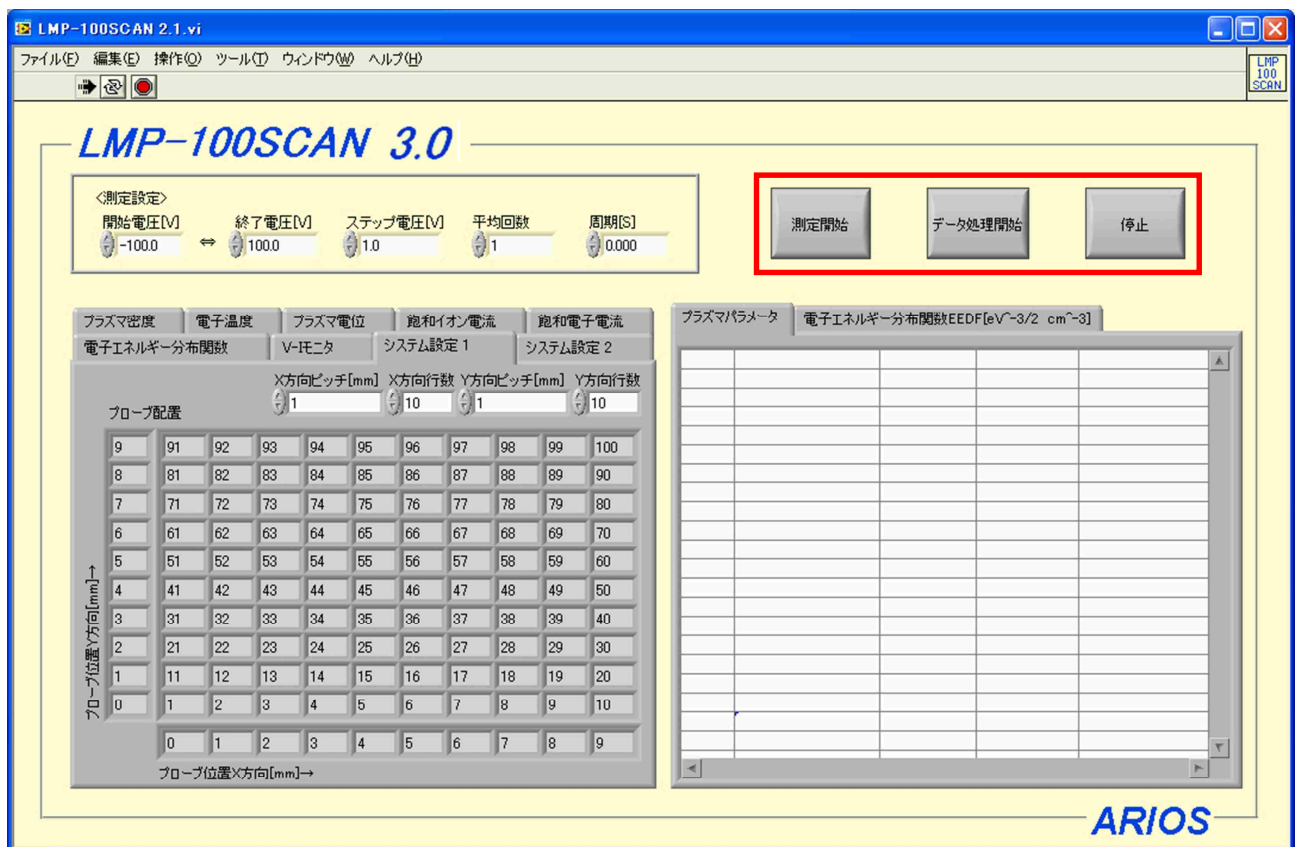 LMP-100SCAN 2.1.vi
ファイル(F) 編集(E) 操作(O) ツール(T) ウィンドウ(W) ヘルプ(H)
LMP
100
SCAN
LMP-100SCAN 3.0
<測定設定>
開始電圧[V] 終了電圧[V] ステップ電圧[V] 平均回数 周期[S]
-100.0 ⇔ 100.0 1.0 1 0.000
測定開始 データ処理開始 停止
プラズマ密度 電子温度 プラズマ電位 飽和イオン電流 飽和電子電流
電子エネルギー分布関数 V-Iモニタ システム設定 1 システム設定 2
X方向ピッチ[mm] X方向行数 Y方向ピッチ[mm] Y方向行数
1 10 1 10
プローブ配置
9 91 92 93 94 95 96 97 98 99 100
8 81 82 83 84 85 86 87 88 89 90
7 71 72 73 74 75 76 77 78 79 80
6 61 62 63 64 65 66 67 68 69 70
5 51 52 53 54 55 56 57 58 59 60
4 41 42 43 44 45 46 47 48 49 50
3 31 32 33 34 35 36 37 38 39 40
2 21 22 23 24 25 26 27 28 29 30
1 11 12 13 14 15 16 17 18 19 20
0 1 2 3 4 5 6 7 8 9 10
0 1 2 3 4 5 6 7 8 9
プローブ位置Y方向[mm]→
プローブ位置X方向[mm]→
プラズマパラメータ 電子エネルギー分布関数EEDF[eV^-3/2 cm^-3]
ARIOS